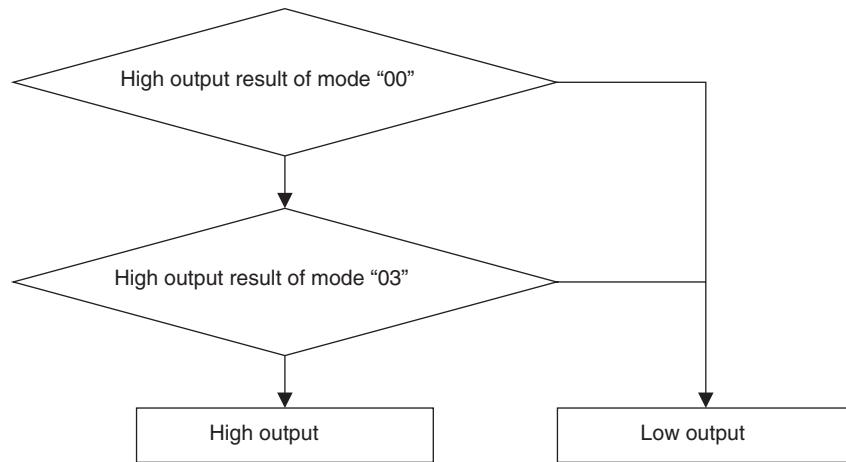 High output result of mode “00”
High output result of mode “03”
High output
Low output